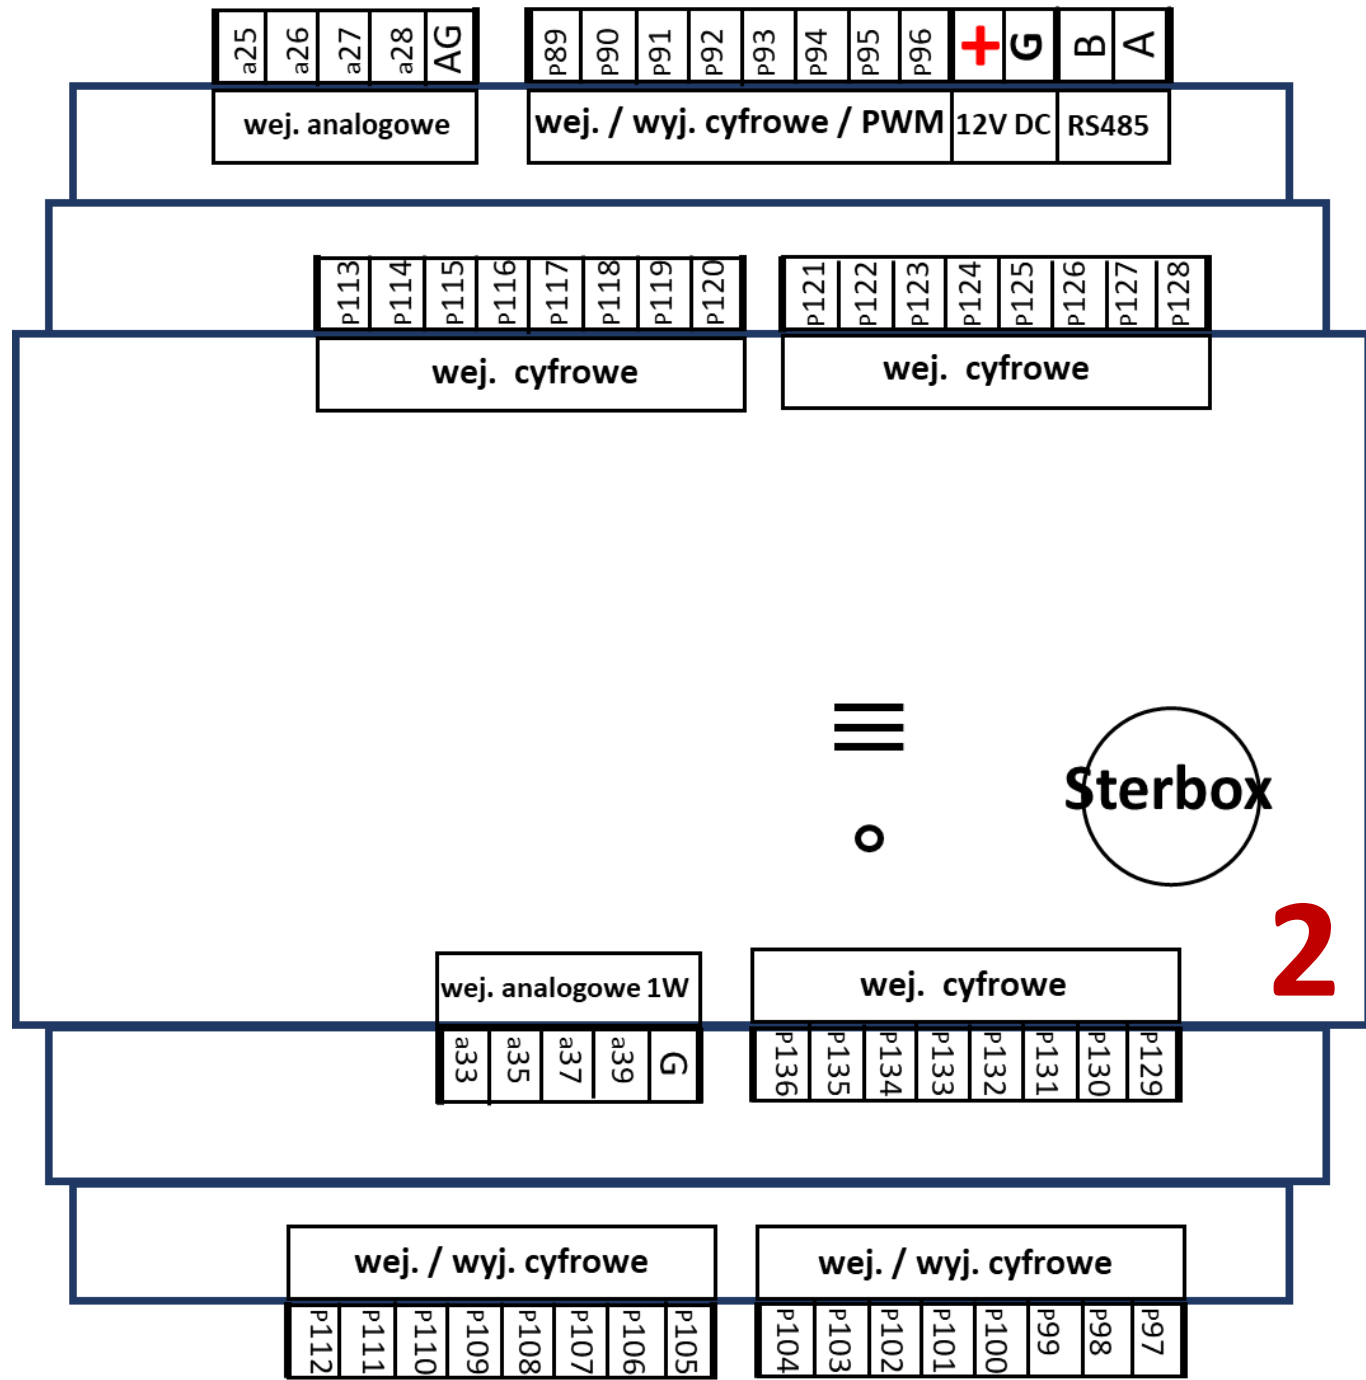 a25 a26 a27 a28 AG P89 P90 P91 P92 P93 P94 P95 P96 + G B A
wej. analogowe wej. / wyj. cyfrowe / PWM 12V DC RS485
P113 P114 P115 P116 P117 P118 P119 P120 P121 P122 P123 P124 P125 P126 P127 P128
wej. cyfrowe wej. cyfrowe
Sterbox
2
wej. analogowe 1W wej. cyfrowe
a33 a35 a37 a39 G P136 P135 P134 P133 P132 P131 P130 P129
wej. / wyj. cyfrowe wej. / wyj. cyfrowe
P112 P111 P110 P109 P108 P107 P106 P105 P104 P103 P102 P101 P100 P99 P98 P97